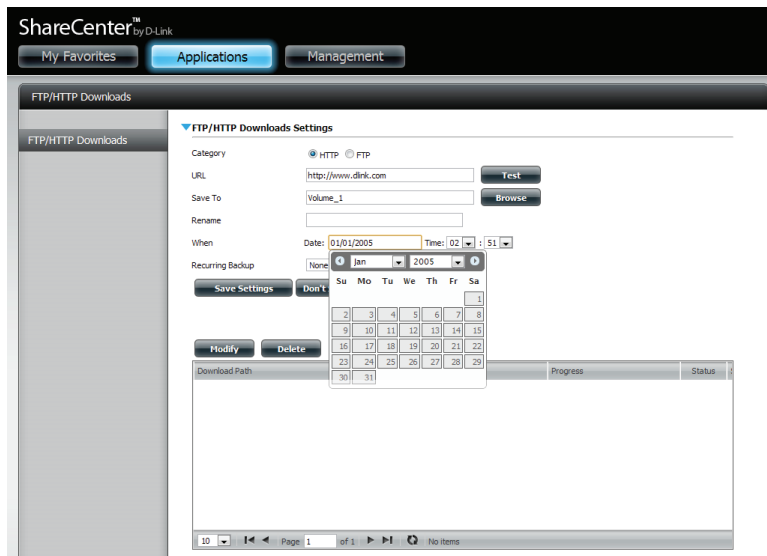 ShareCenter™ by D-Link
My Favorites Applications Management
FTP/HTTP Downloads
FTP/HTTP Downloads
FTP/HTTP Downloads Settings
Category HTTP FTP
URL http://www.dlink.com Test
Save To Volume_1 Browse
Rename
When Date: 01/01/2005 Time: 02 : 51
Recurring Backup None
Jan 2005
Su Mo Tu We Th Fr Sa
1
2 3 4 5 6 7 8
9 10 11 12 13 14 15
16 17 18 19 20 21 22
23 24 25 26 27 28 29
30 31
Save Settings Don't
Modify Delete
Download Path Progress Status
10 Page 1 of 1 No items